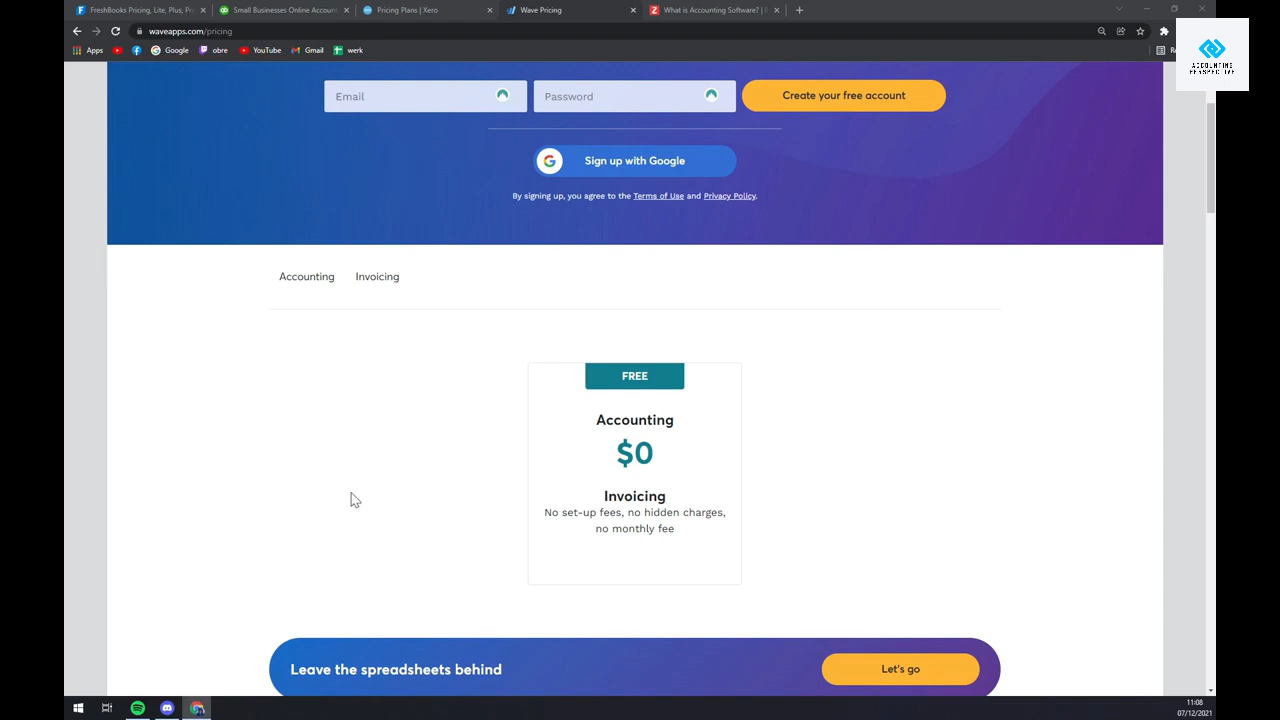 FreshBooks Pricing, Lite, Plus, P
Small Businesses Online Accoun
Pricing Plans | Xero
Wave Pricing
What is Accounting Software? |
waveapps.com/pricing
Apps
Google
obre
YouTube
Gmail
werk
ACCOUNTING
PERSPECTIVE
Email
Password
Create your free account
Sign up with Google
By signing up, you agree to the Terms of Use and Privacy Policy.
Accounting Invoicing
FREE
Accounting
$0
Invoicing
No set-up fees, no hidden charges,
no monthly fee
Leave the spreadsheets behind
Let's go
11:08
07/12/2021